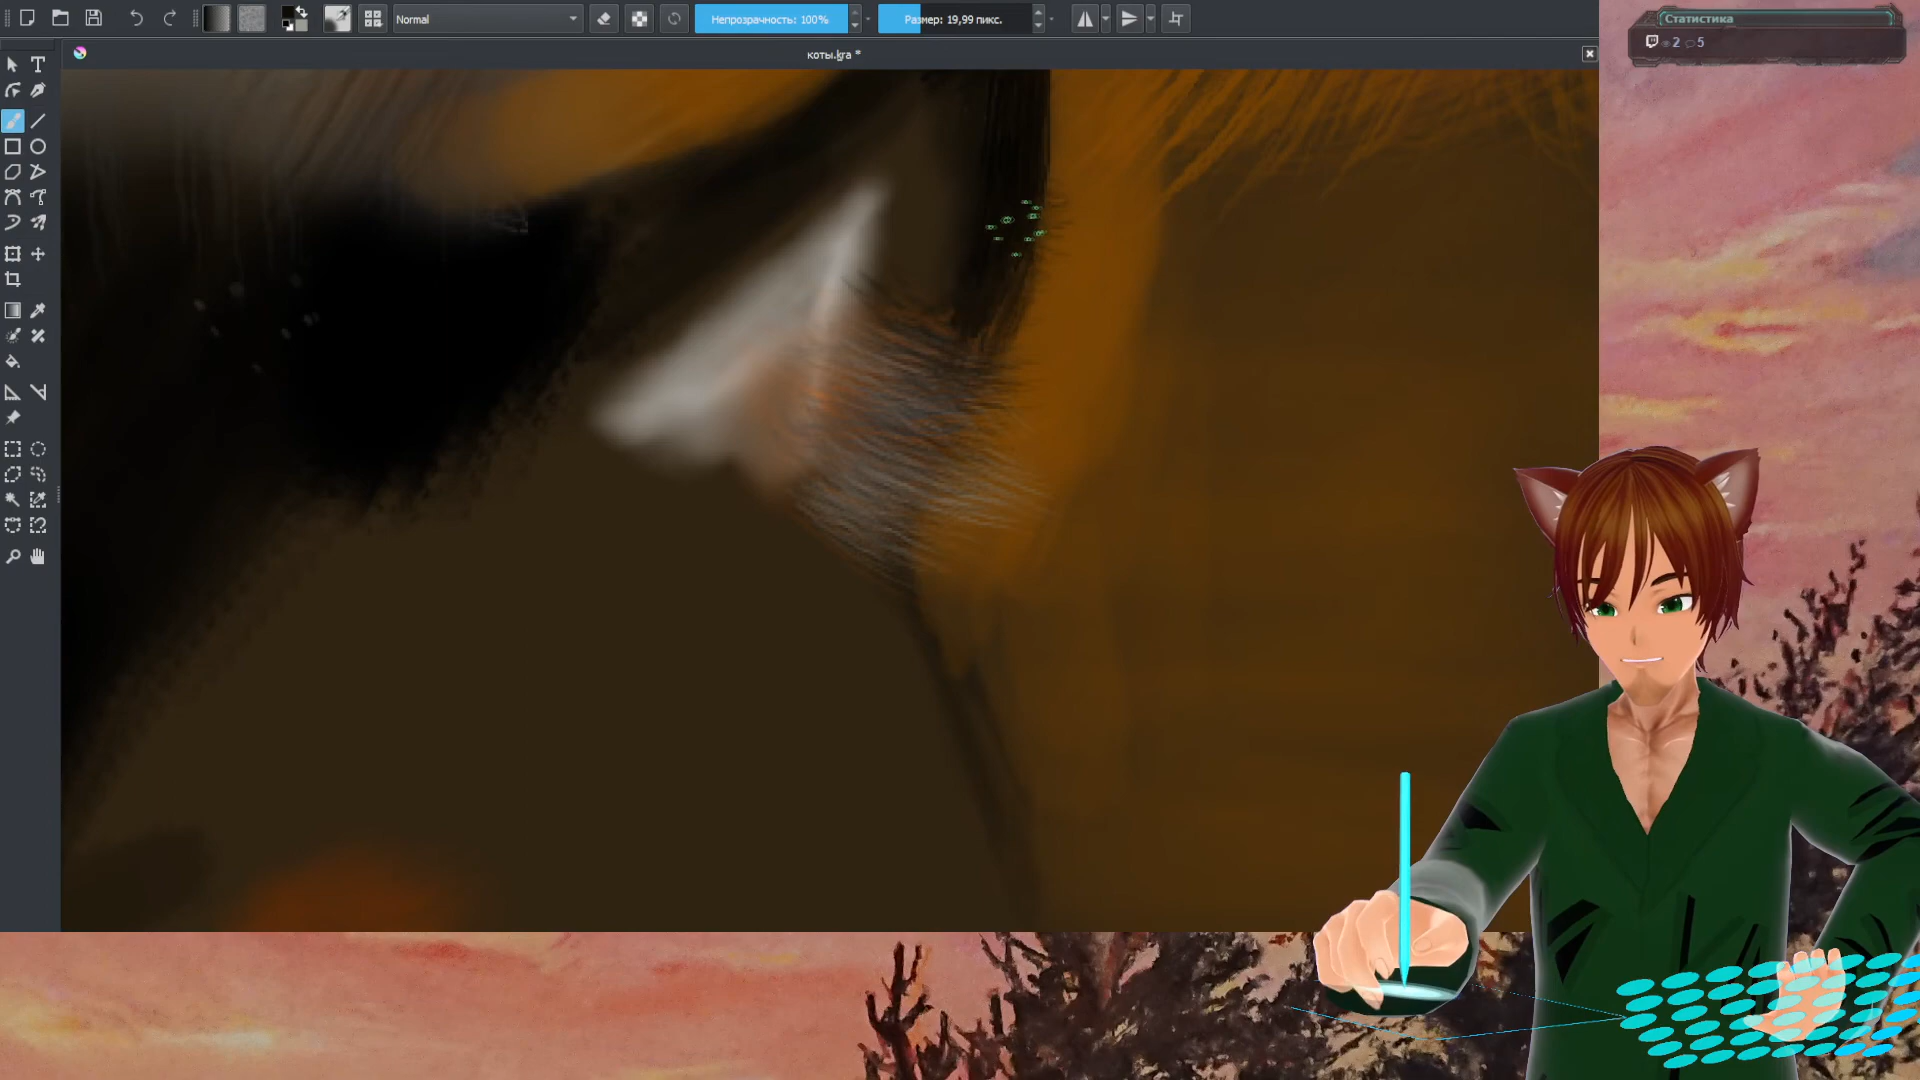 Normal
Непрозрачность: 100%
Размер: 19,99 пикс.
коты.kra *
Статистика
2 5